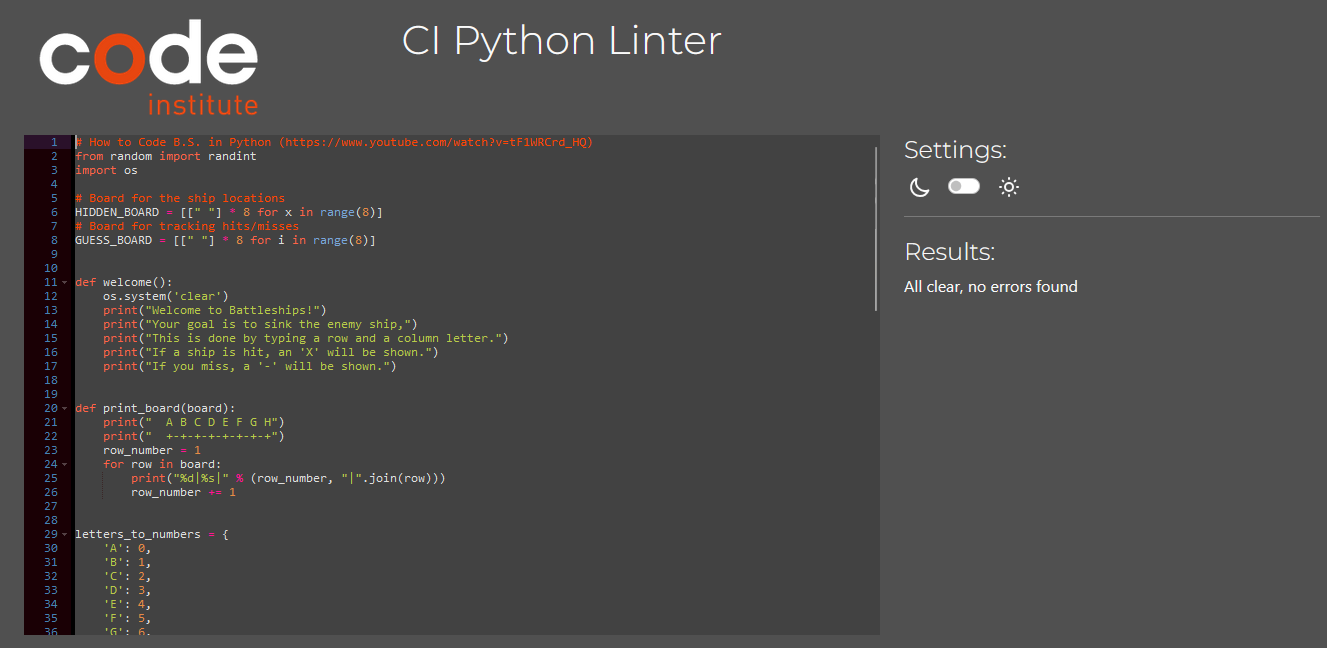 code
institute
CI Python Linter
1 # How to Code B.S. in Python (https://www.youtube.com/watch?v=tF1WRCrd_HQ)
2 from random import randint
3 import os
4
5 # Board for the ship locations
6 HIDDEN_BOARD = [[" "] * 8 for x in range(8)]
7 # Board for tracking hits/misses
8 GUESS_BOARD = [[" "] * 8 for i in range(8)]
9
10
11 def welcome():
12     os.system('clear')
13     print("Welcome to Battleships!")
14     print("Your goal is to sink the enemy ship,")
15     print("This is done by typing a row and a column letter.")
16     print("If a ship is hit, an 'X' will be shown.")
17     print("If you miss, a '-' will be shown.")
18
19
20 def print_board(board):
21     print("  A B C D E F G H")
22     print("  +-+-+-+-+-+-+-+")
23     row_number = 1
24     for row in board:
25         print("%d|%s|" % (row_number, "|".join(row)))
26         row_number += 1
27
28
29 letters_to_numbers = {
30     'A': 0,
31     'B': 1,
32     'C': 2,
33     'D': 3,
34     'E': 4,
35     'F': 5,
36     'G': 6,
Settings:
Results:
All clear, no errors found